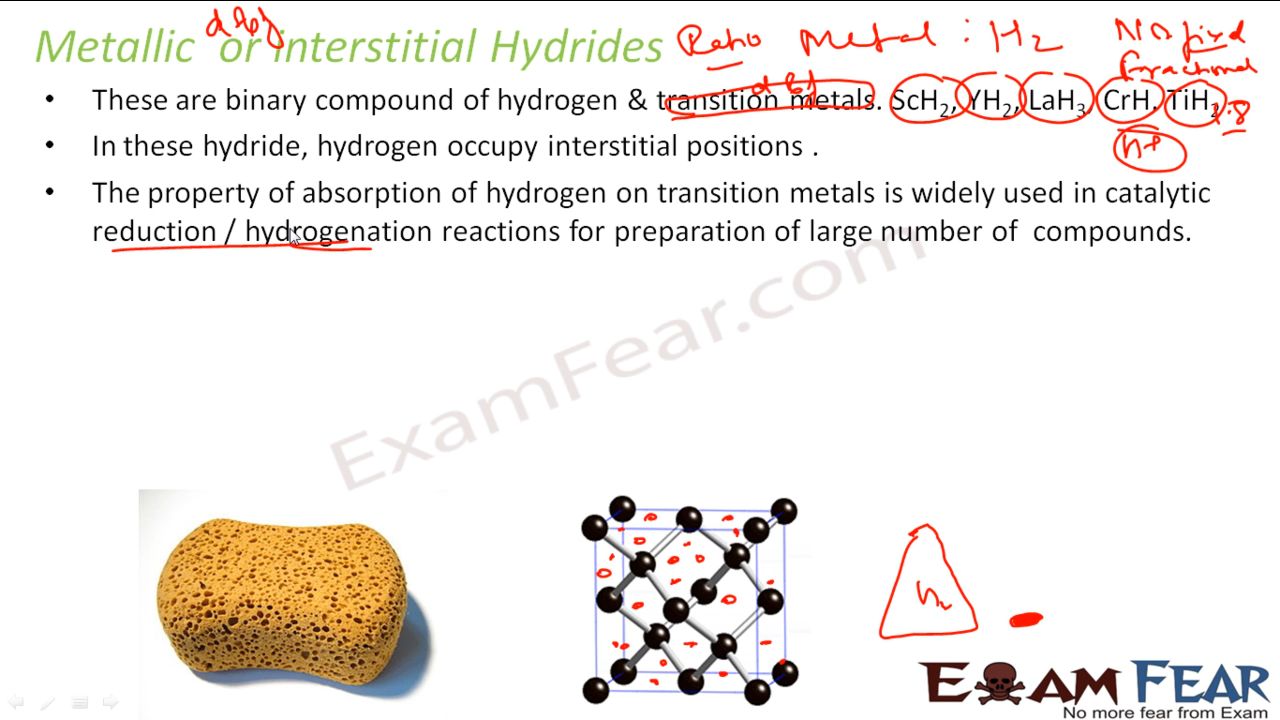 d & f
Metallic or interstitial Hydrides
Ratio Metal : H2
No fixed
fractional
d & f
• These are binary compound of hydrogen & transition metals. ScH2, YH2, LaH3, CrH, TiH2
1.8
• In these hydride, hydrogen occupy interstitial positions .
• The property of absorption of hydrogen on transition metals is widely used in catalytic
reduction / hydrogenation reactions for preparation of large number of compounds.
ExamFear.com
H2
EXAM FEAR
No more fear from Exam